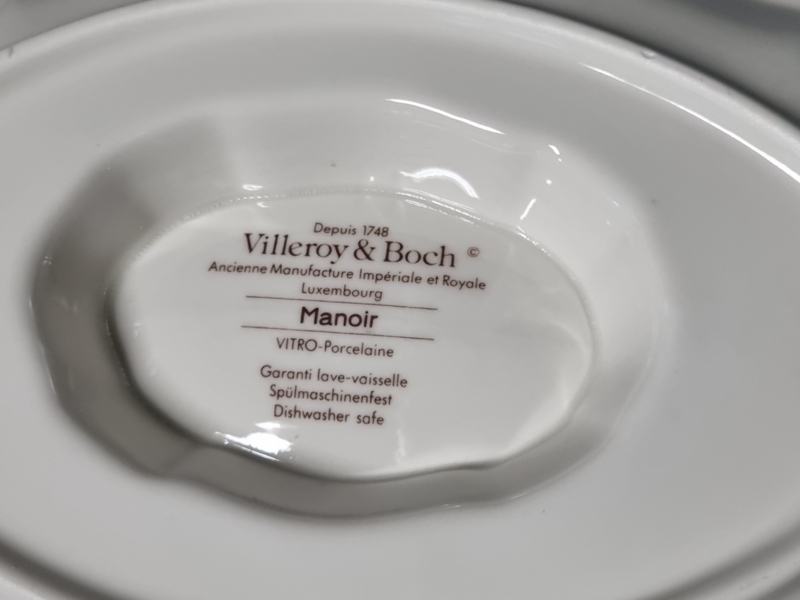 Depuis 1748
Villeroy & Boch ©
Ancienne Manufacture Impériale et Royale
Luxembourg
Manoir
VITRO-Porcelaine
Garanti lave-vaisselle
Spülmaschinenfest
Dishwasher safe